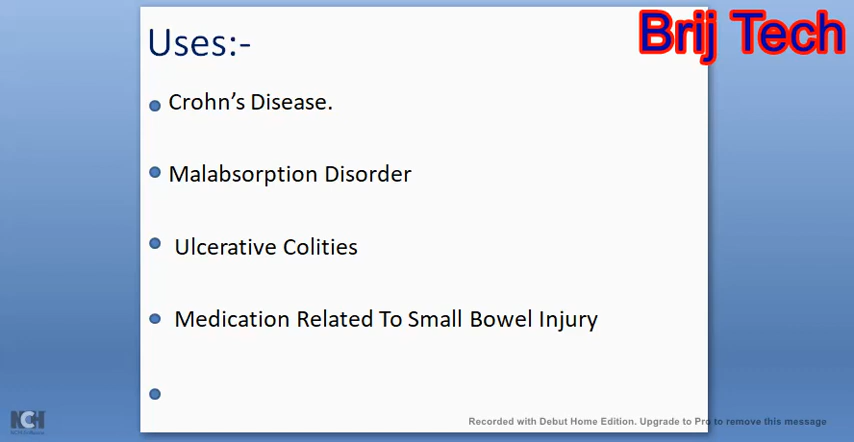 Uses:-
Brij Tech
Crohn’s Disease.
Malabsorption Disorder
Ulcerative Colities
Medication Related To Small Bowel Injury
NCH
Recorded with Debut Home Edition. Upgrade to Pro to remove this message